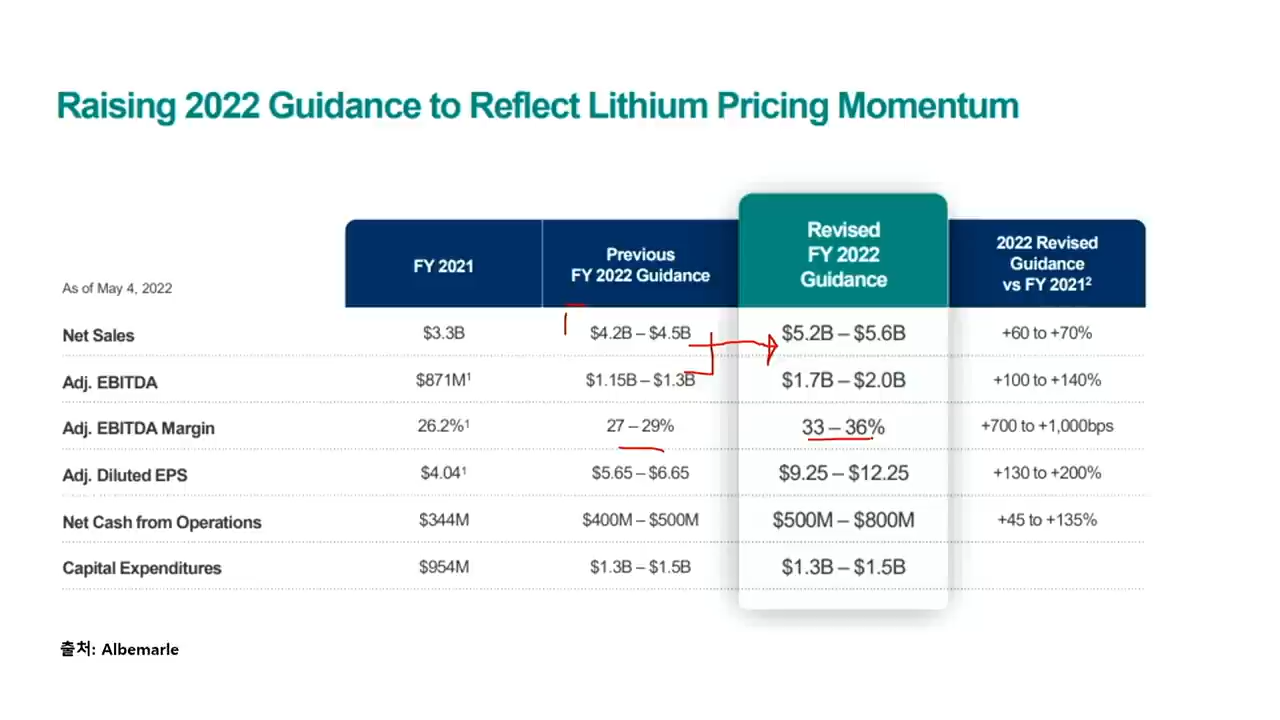 Raising 2022 Guidance to Reflect Lithium Pricing Momentum
As of May 4, 2022
FY 2021
Previous
FY 2022 Guidance
Revised
FY 2022
Guidance
2022 Revised
Guidance
vs FY 2021²
Net Sales $3.3B $4.2B – $4.5B $5.2B – $5.6B +60 to +70%
Adj. EBITDA $871M¹ $1.15B – $1.3B $1.7B – $2.0B +100 to +140%
Adj. EBITDA Margin 26.2%¹ 27 – 29% 33 – 36% +700 to +1,000bps
Adj. Diluted EPS $4.04¹ $5.65 – $6.65 $9.25 – $12.25 +130 to +200%
Net Cash from Operations $344M $400M – $500M $500M – $800M +45 to +135%
Capital Expenditures $954M $1.3B – $1.5B $1.3B – $1.5B
출처: Albemarle